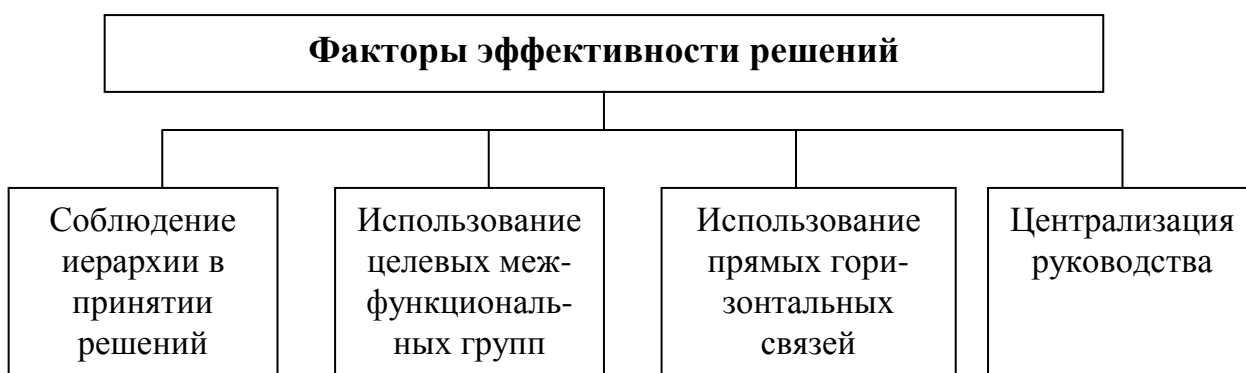 Факторы эффективности решений
Соблюдение
иерархии в
принятии
решений
Использование
целевых меж-
функциональ-
ных групп
Использование
прямых гори-
зонтальных
связей
Централизация
руководства